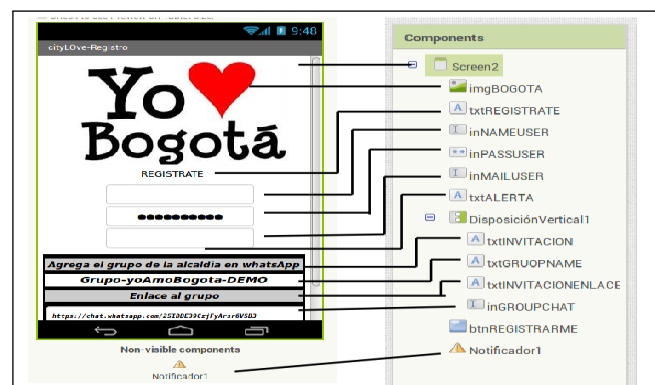 9:48
cityLOve-Registro
Yo
Bogotá
REGISTRATE
Agrega el grupo de la alcaldia en whatsApp
Grupo-yoAmoBogota-DEMO
Enlace al grupo
Non-visible components
Notificador1
Components
Screen2
imgBOGOTA
txtREGISTRATE
inNAMEUSER
inPASSUSER
inMAILUSER
txtALERTA
DisposiciónVertical1
txtINVITACION
txtGRUOPNAME
txtINVITACIONENLACE
inGROUPCHAT
btnREGISTRARME
Notificador1